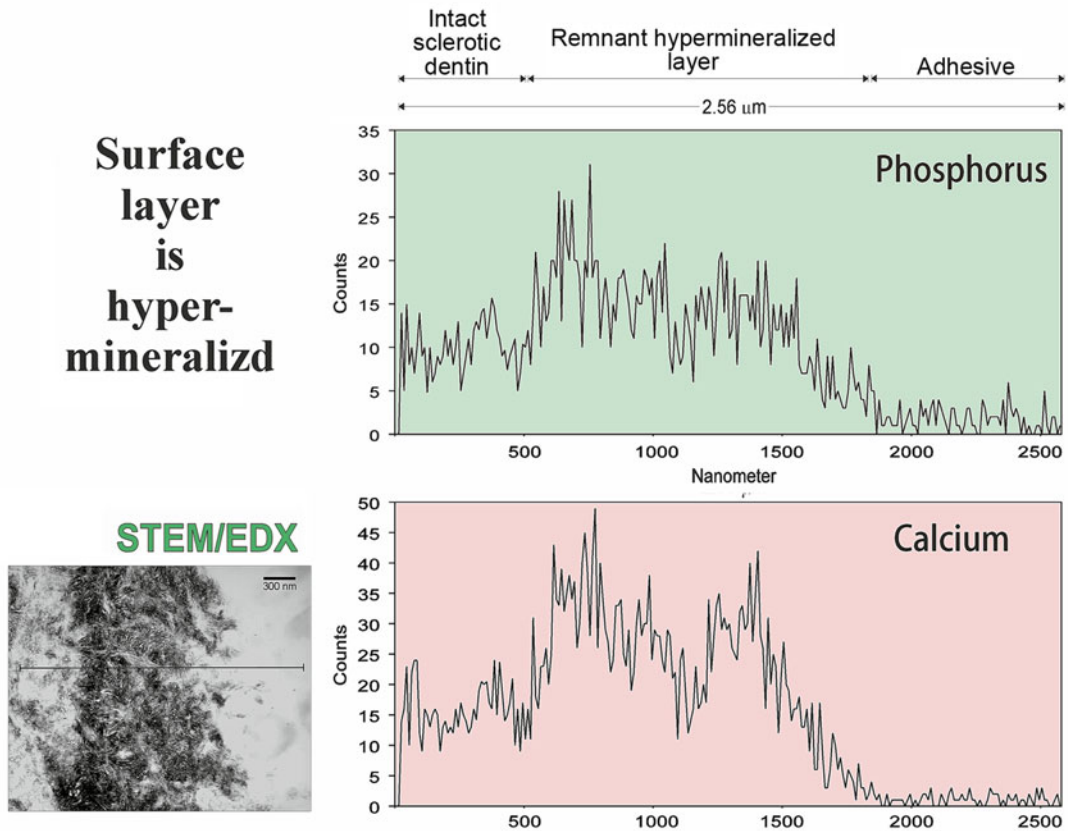 Intact
sclerotic
dentin
Remnant hypermineralized
layer
Adhesive
2.56 μm
Surface
layer
is
hyper-
mineralizd
Phosphorus
Counts
35
30
25
20
15
10
5
0
500
1000
1500
2000
2500
Nanometer
STEM/EDX
300 nm
Calcium
Counts
50
45
40
35
30
25
20
15
10
5
0
500
1000
1500
2000
2500